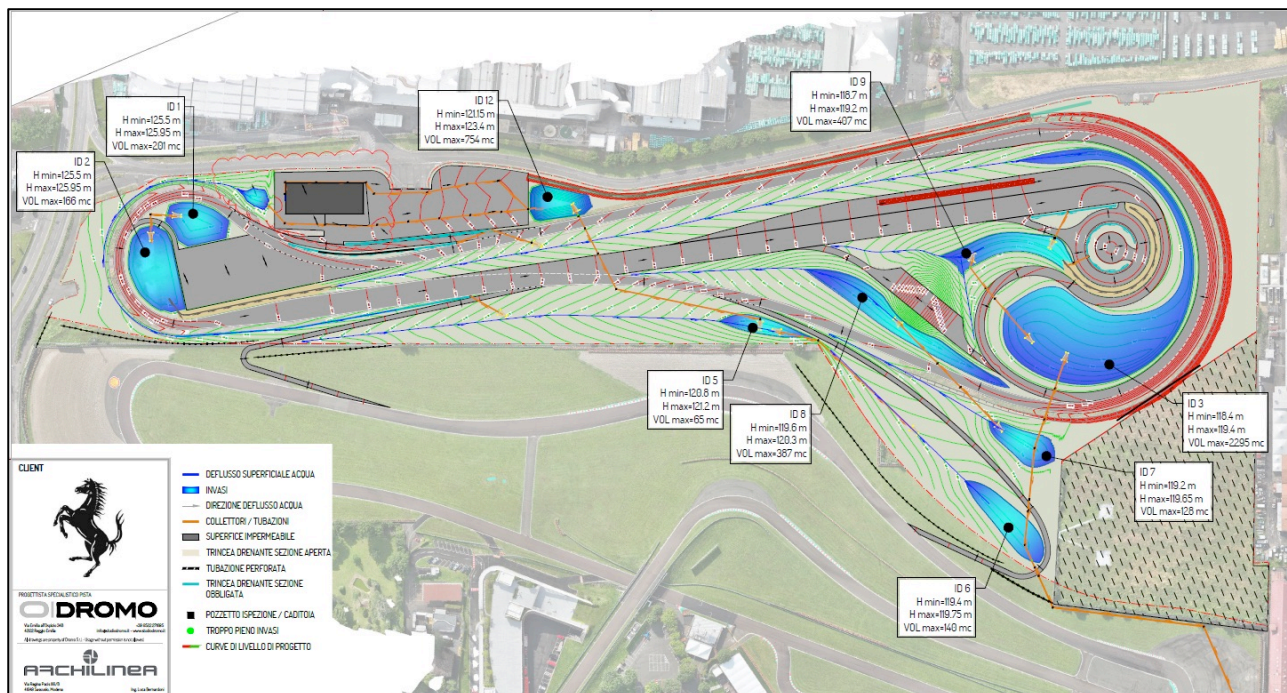 ID 1
H min=125.5 m
H max=125.95 m
VOL max=201 mc
ID 2
H min=125.5 m
H max=125.95 m
VOL max=166 mc
ID 12
H min=121.15 m
H max=123.4 m
VOL max=754 mc
ID 9
H min=118.7 m
H max=119.2 m
VOL max=407 mc
ID 5
H min=120.8 m
H max=121.2 m
VOL max=65 mc
ID 8
H min=119.6 m
H max=120.3 m
VOL max=387 mc
ID 3
H min=118.4 m
H max=119.4 m
VOL max=2295 mc
ID 7
H min=119.2 m
H max=119.65 m
VOL max=128 mc
ID 6
H min=119.4 m
H max=119.75 m
VOL max=140 mc
CLIENT
PROGETTISTA SPECIALISTICO PISTA
DROMO
ARCHILINEA
DEFLUSSO SUPERFICIALE ACQUA
INVASI
DIREZIONE DEFLUSSO ACQUA
COLLETTORI / TUBAZIONI
SUPERFICE IMPERMEABILE
TRINCEA DRENANTE SEZIONE APERTA
TUBAZIONE PERFORATA
TRINCEA DRENANTE SEZIONE
OBBLIGATA
POZZETTO ISPEZIONE / CADITOIA
TROPPO PIENO INVASI
CURVE DI LIVELLO DI PROGETTO